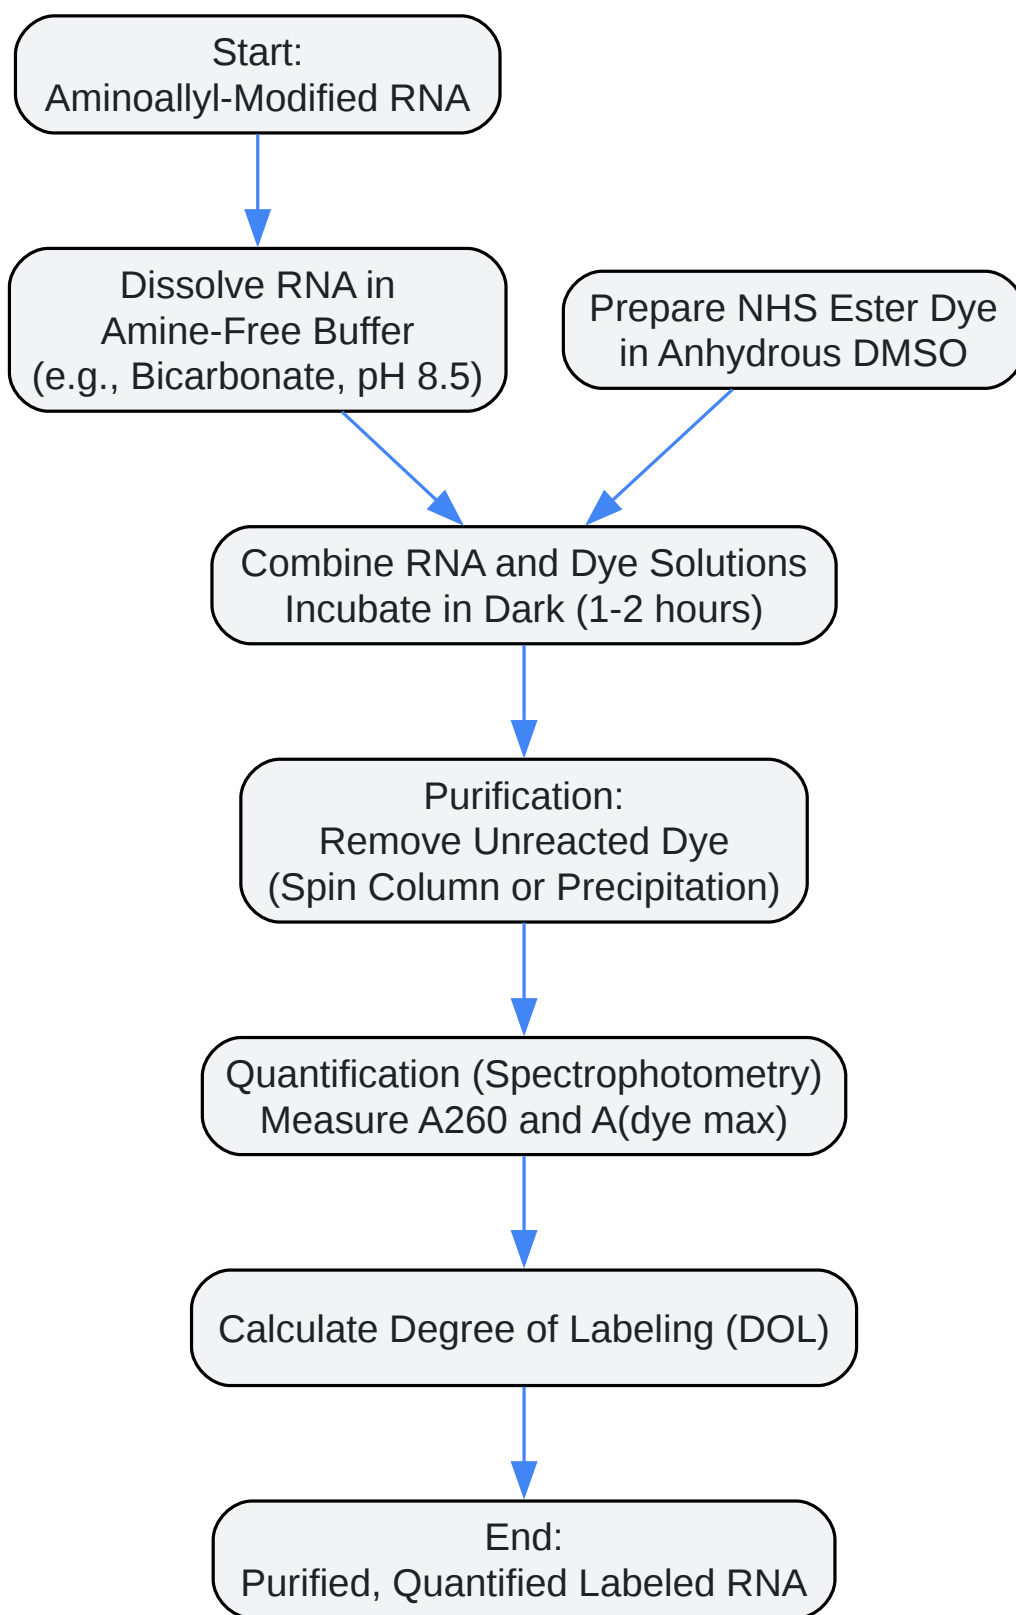 Start:
Aminoallyl-Modified RNA
Dissolve RNA in
Amine-Free Buffer
(e.g., Bicarbonate, pH 8.5)
Prepare NHS Ester Dye
in Anhydrous DMSO
Combine RNA and Dye Solutions
Incubate in Dark (1-2 hours)
Purification:
Remove Unreacted Dye
(Spin Column or Precipitation)
Quantification (Spectrophotometry)
Measure A260 and A(dye max)
Calculate Degree of Labeling (DOL)
End:
Purified, Quantified Labeled RNA